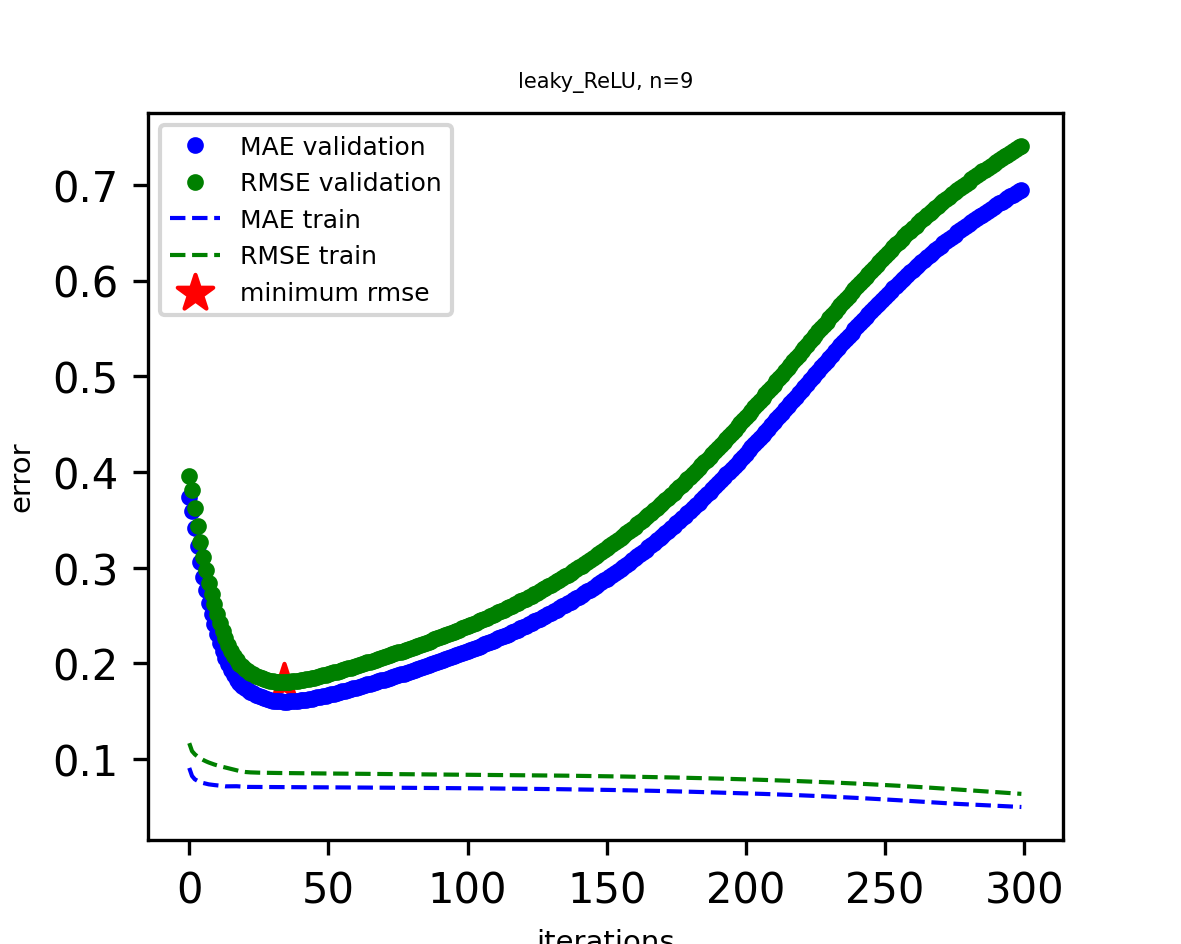 leaky_ReLU, n=9
MAE validation
RMSE validation
MAE train
RMSE train
minimum rmse
0.7
0.6
0.5
0.4
0.3
0.2
0.1
error
0 50 100 150 200 250 300
iterations